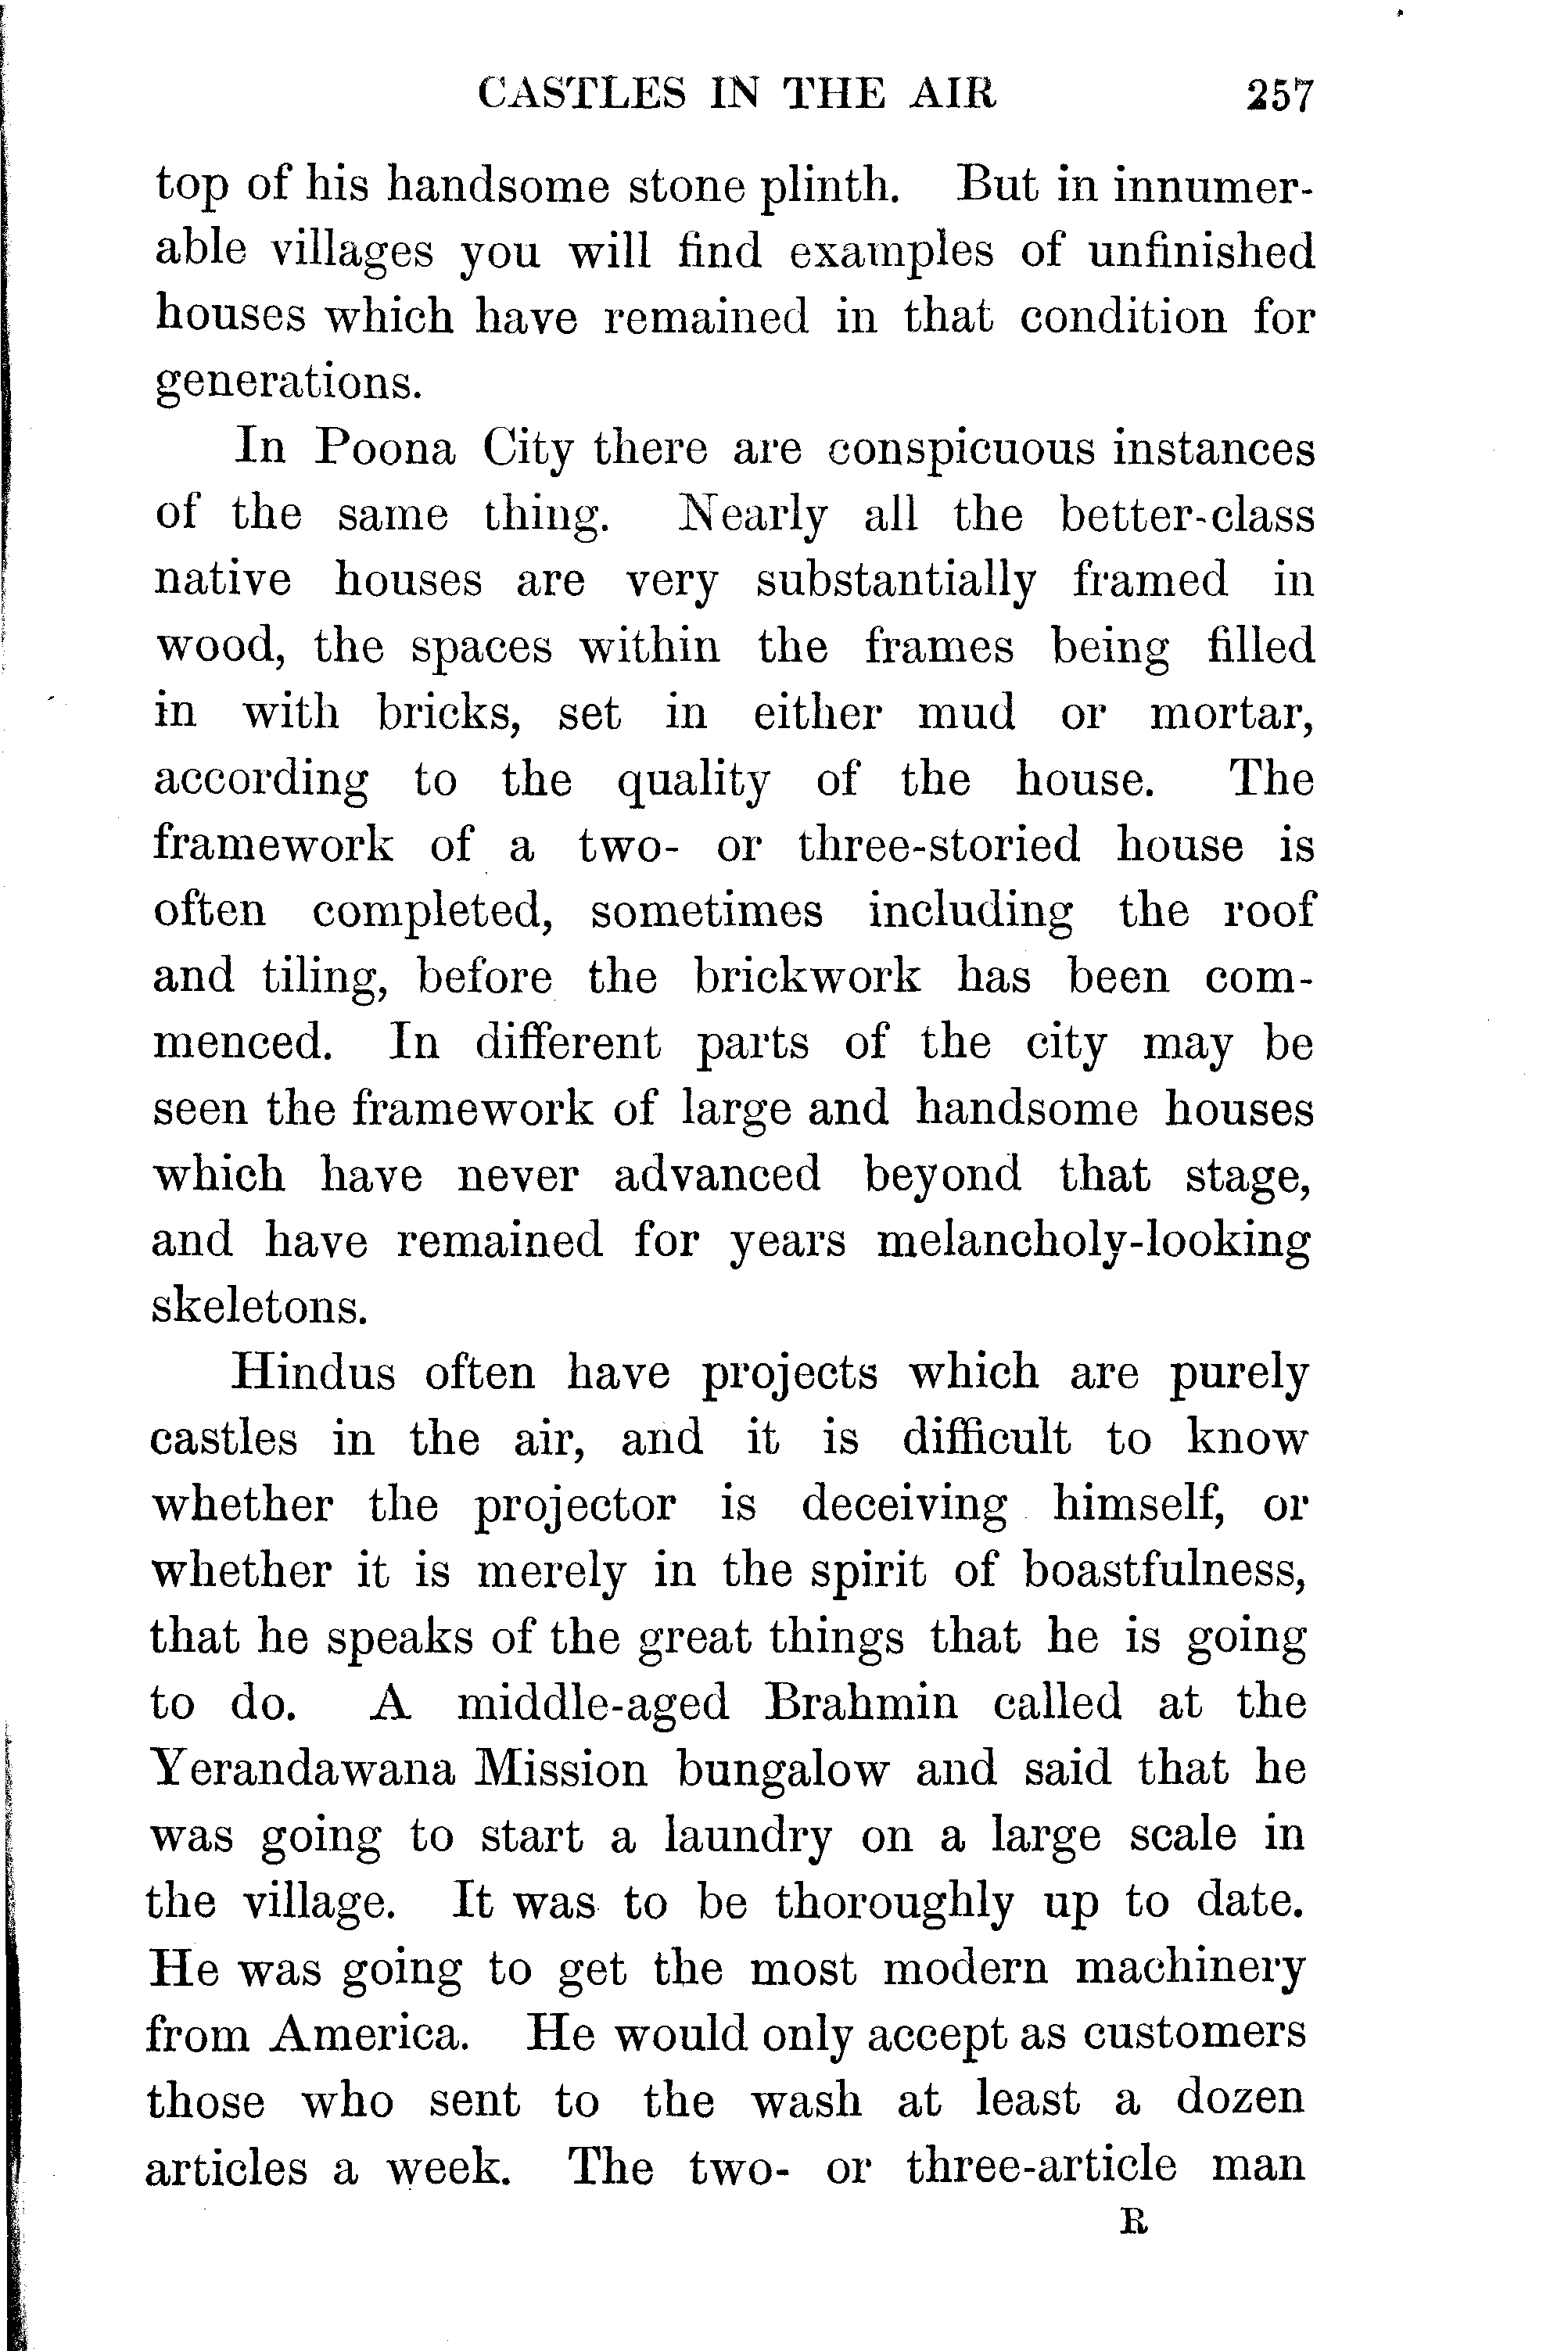 CASTLES IN THE AIR 257
top of his handsome stone plinth. But in innumer-
able villages you will find examples of unfinished
houses which have remained in that condition for
generations.
In Poona City there are conspicuous instances
of the same thing. Nearly all the better-class
native houses are very substantially framed in
wood, the spaces within the frames being filled
in with bricks, set in either mud or mortar,
according to the quality of the house. The
framework of a two- or three-storied house is
often completed, sometimes including the roof
and tiling, before the brickwork has been com-
menced. In different parts of the city may be
seen the framework of large and handsome houses
which have never advanced beyond that stage,
and have remained for years melancholy-looking
skeletons.
Hindus often have projects which are purely
castles in the air, and it is difficult to know
whether the projector is deceiving himself, or
whether it is merely in the spirit of boastfulness,
that he speaks of the great things that he is going
to do. A middle-aged Brahmin called at the
Yerandawana Mission bungalow and said that he
was going to start a laundry on a large scale in
the village. It was to be thoroughly up to date.
He was going to get the most modern machinery
from America. He would only accept as customers
those who sent to the wash at least a dozen
articles a week. The two- or three-article man
R